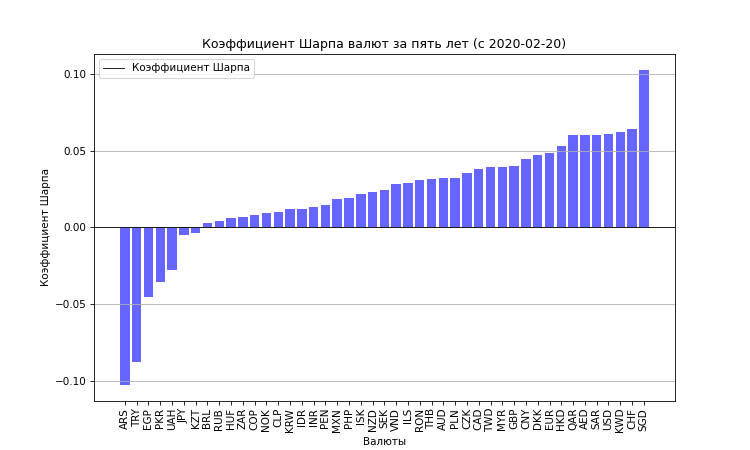 Коэффициент Шарпа валют за пять лет (с 2020-02-20)
Коэффициент Шарпа
0.10
0.05
0.00
−0.05
−0.10
Коэффициент Шарпа
ARS TRY EGP PKR UAH JPY KZT BRL RUB HUF ZAR COP NOK CLP KRW IDR INR PEN MXN PHP ISK NZD SEK VND ILS RON THB AUD PLN CZK CAD TWD MYR GBP CNY DKK EUR HKD QAR AED SAR USD KWD CHF SGD
Валюты